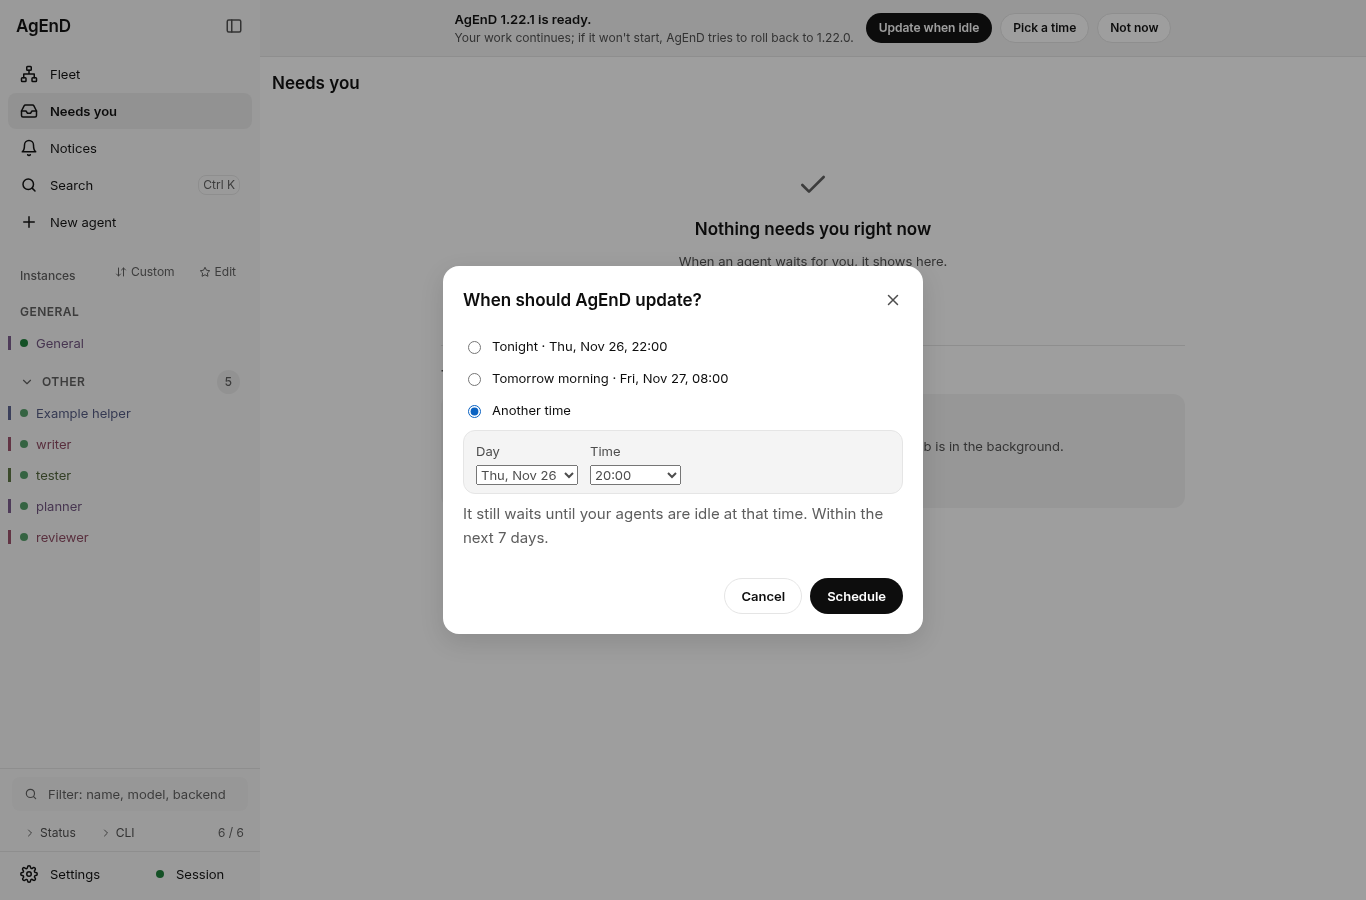 AgEnD
Fleet
Needs you
Notices
Search
Ctrl K
New agent
Instances
Custom
Edit
GENERAL
General
OTHER
5
Example helper
writer
tester
planner
reviewer
Filter: name, model, backend
Status
CLI
6 / 6
Settings
Session
AgEnD 1.22.1 is ready.
Your work continues; if it won't start, AgEnD tries to roll back to 1.22.0.
Update when idle
Pick a time
Not now
Needs you
Nothing needs you right now
When an agent waits for you, it shows here.
is in the background.
When should AgEnD update?
Tonight · Thu, Nov 26, 22:00
Tomorrow morning · Fri, Nov 27, 08:00
Another time
Day
Time
Thu, Nov 26
20:00
It still waits until your agents are idle at that time. Within the
next 7 days.
Cancel
Schedule